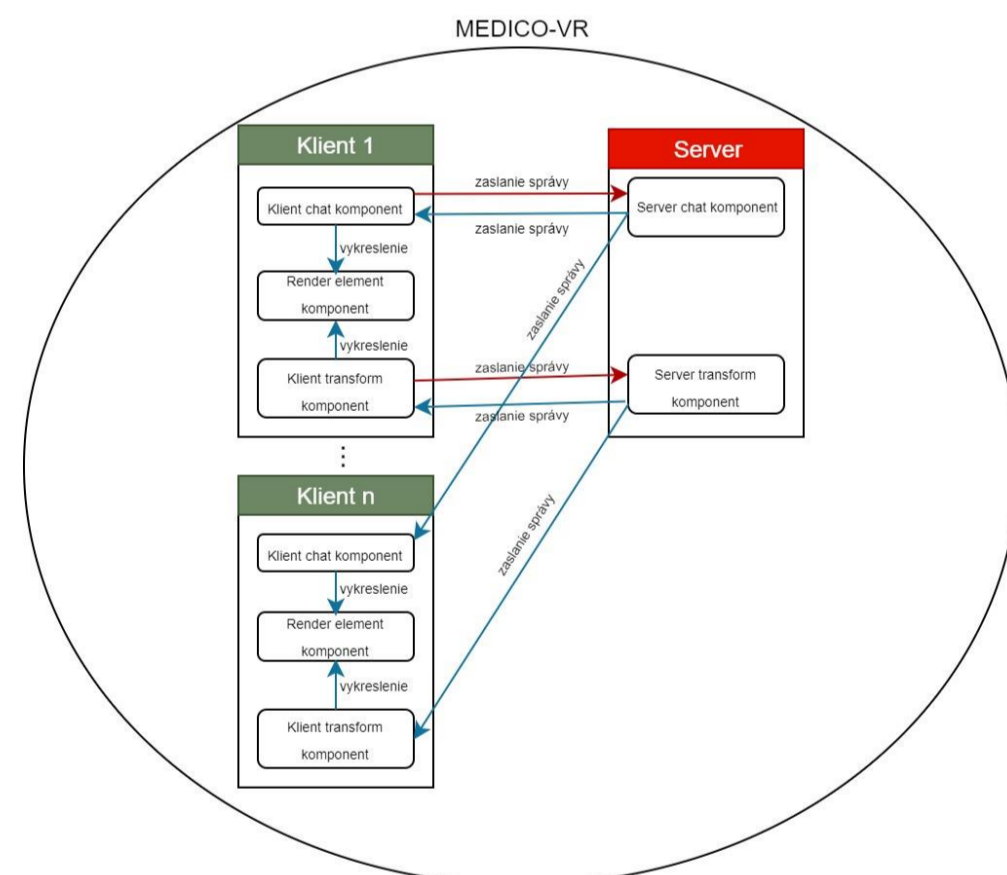 MEDICO-VR
Klient 1
Server
Klient chat komponent
zaslanie správy
Server chat komponent
zaslanie správy
vykreslenie
Render element
komponent
vykreslenie
zaslanie správy
Klient transform
komponent
zaslanie správy
Server transform
komponent
zaslanie správy
⋮
Klient n
zaslanie správy
Klient chat komponent
vykreslenie
Render element
komponent
vykreslenie
Klient transform
komponent